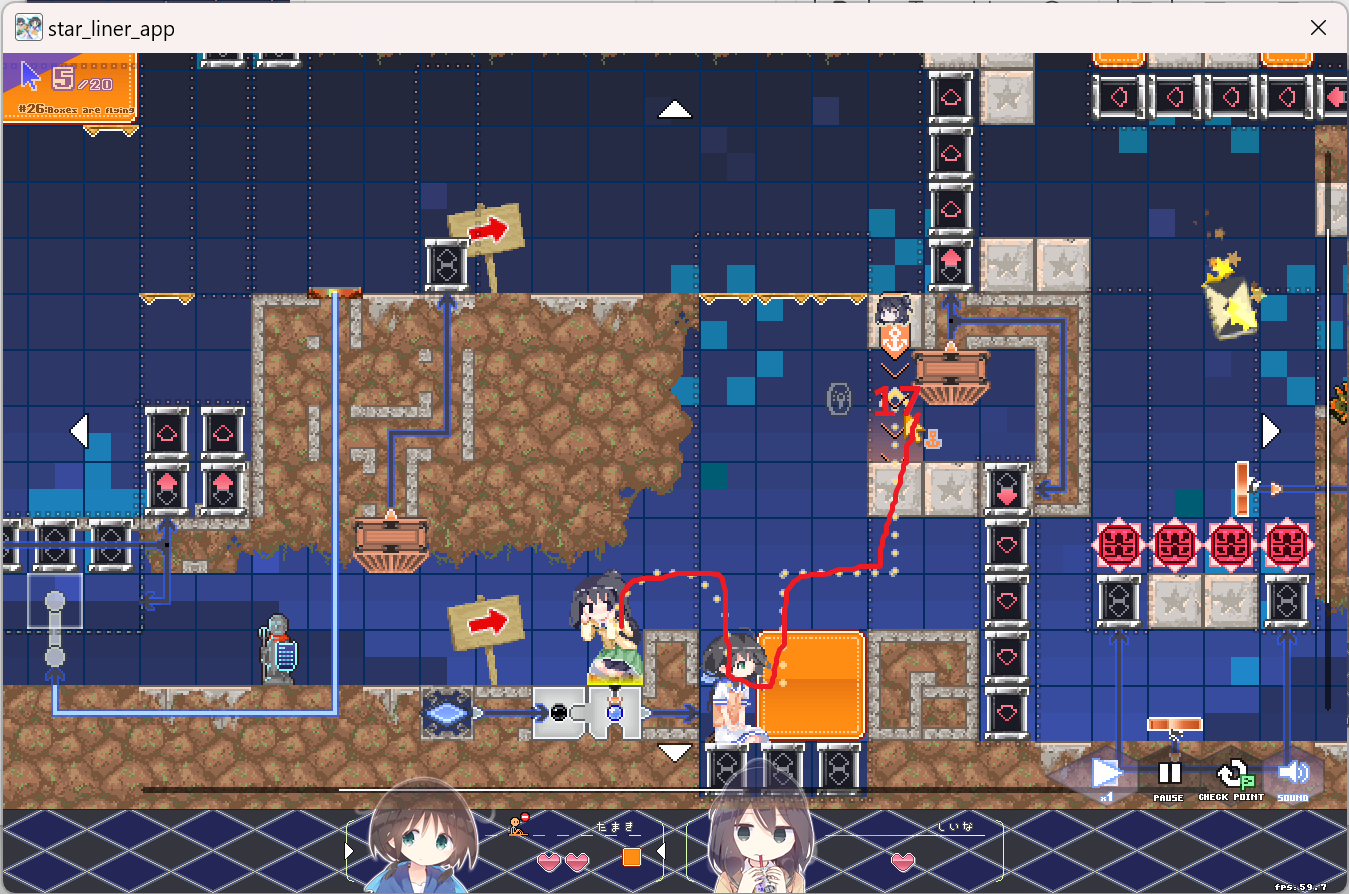 star_liner_app
5/20
#26:Boxes are flying
17
x1
PAUSE
CHECK POINT
SOUND
たまき
しいな
fps:59.7